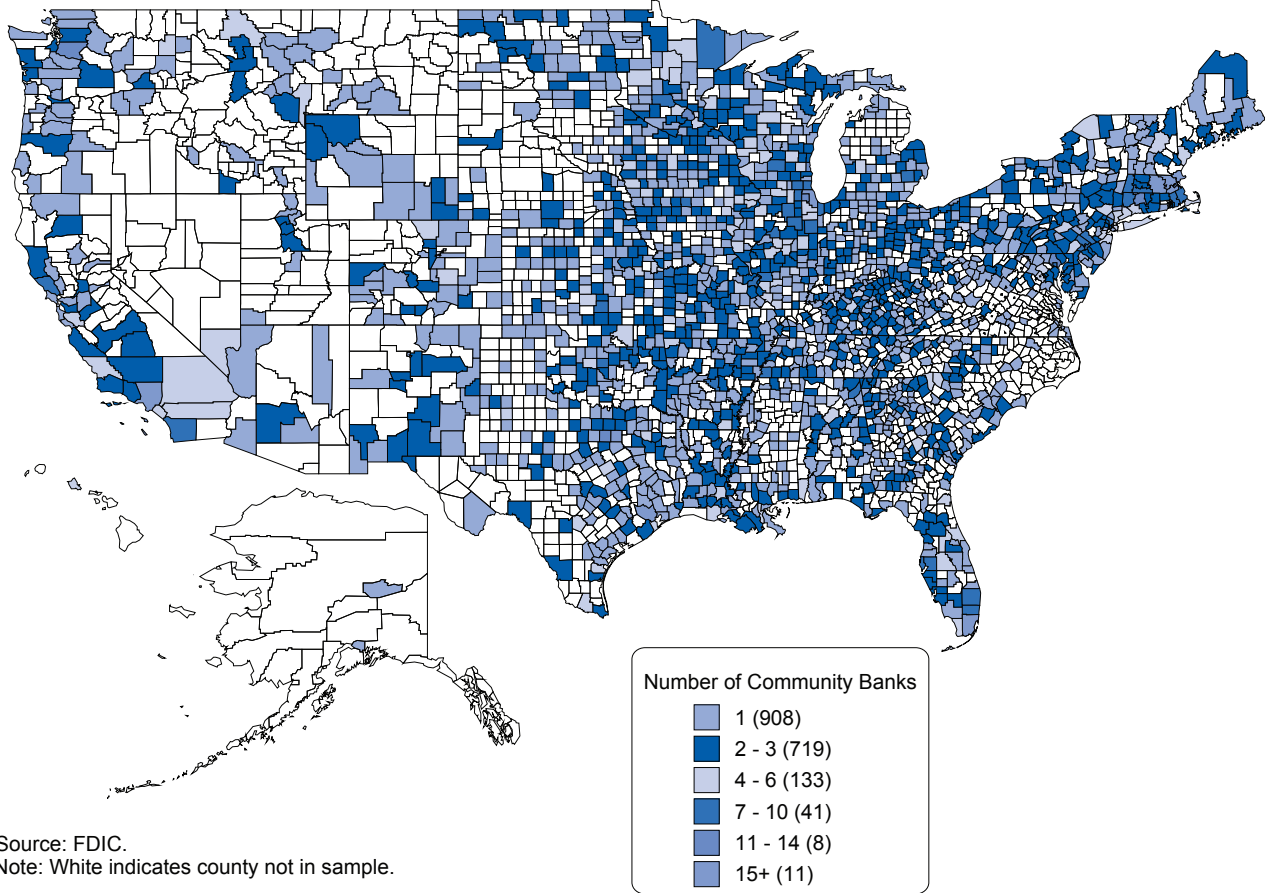 Number of Community Banks
1 (908)
2 - 3 (719)
4 - 6 (133)
7 - 10 (41)
11 - 14 (8)
15+ (11)
Source: FDIC.
Note: White indicates county not in sample.